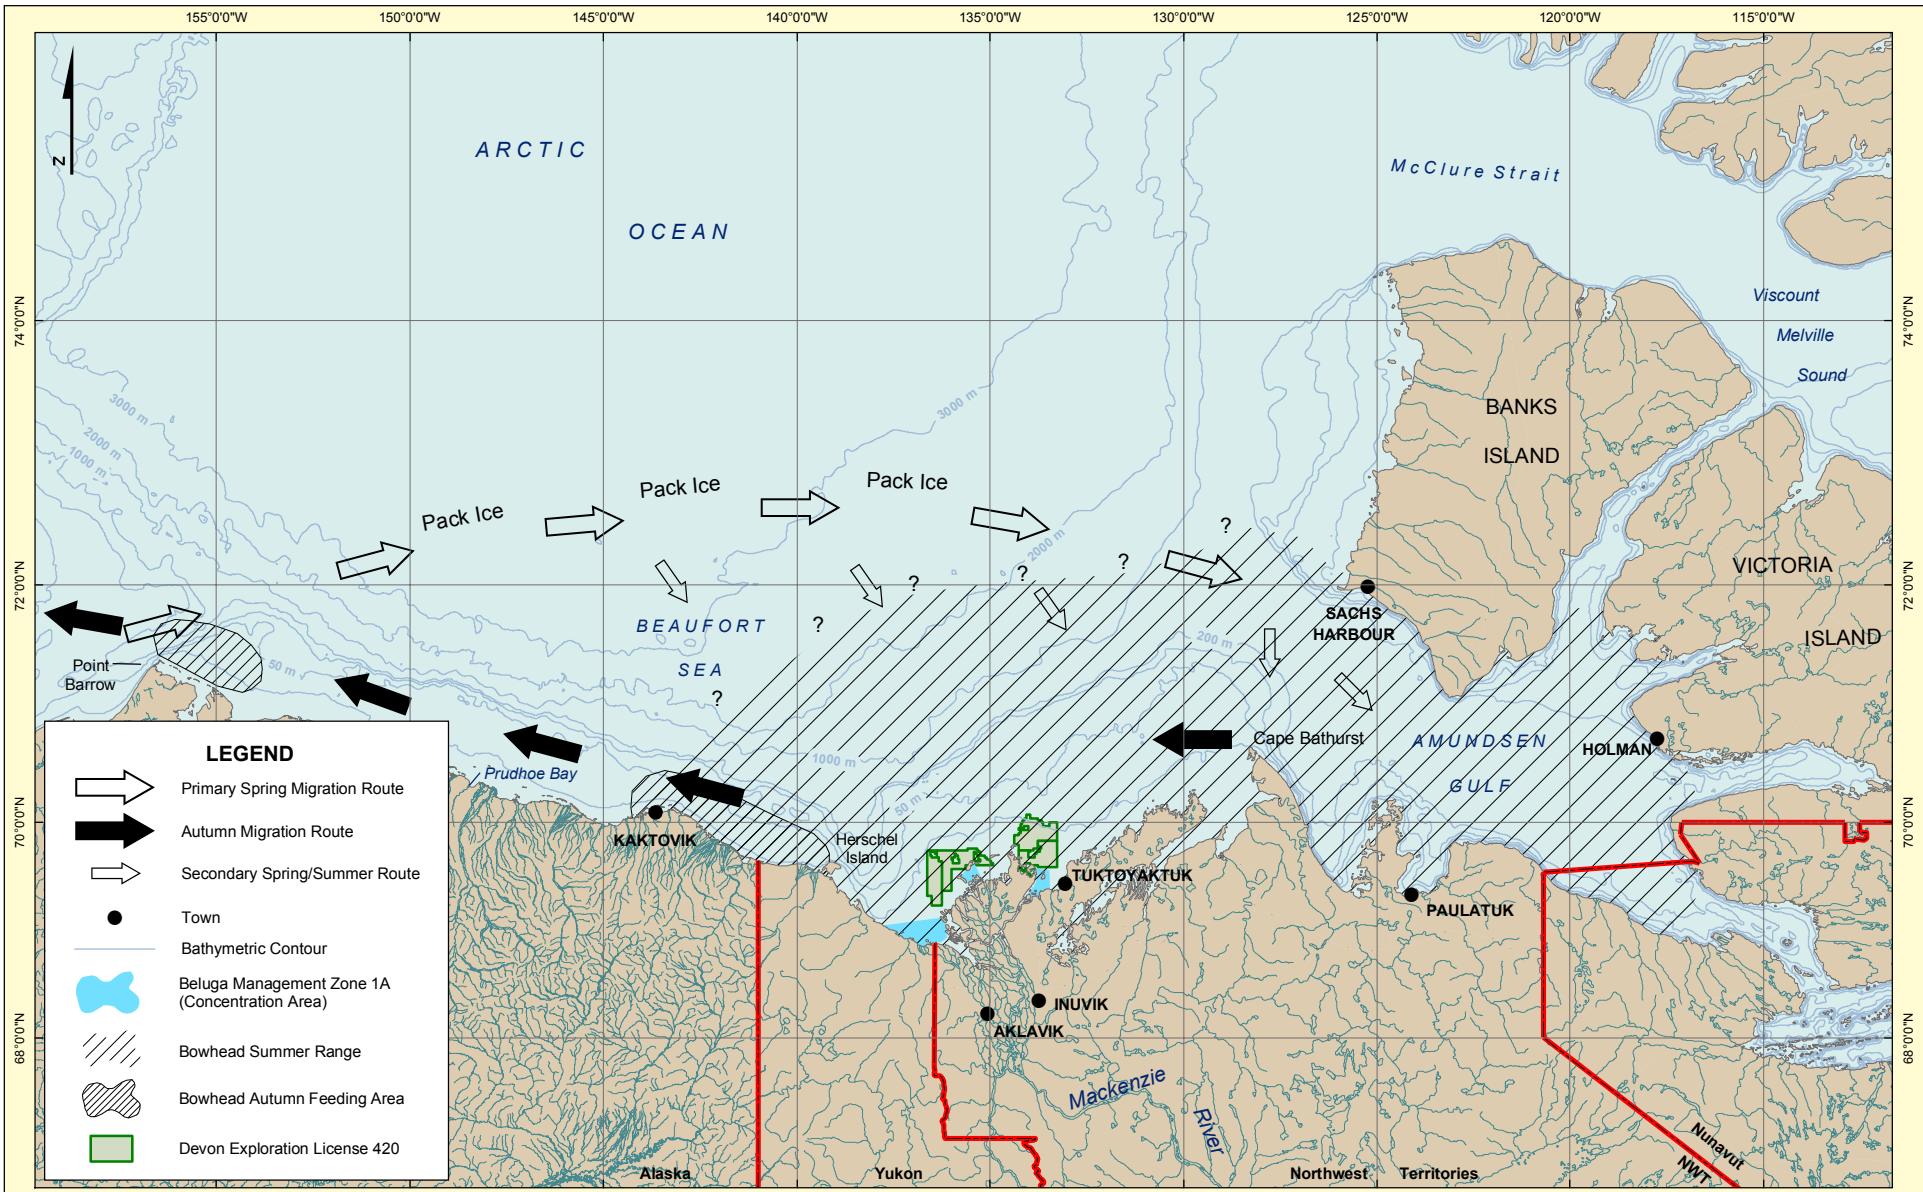 155°0'0"W
150°0'0"W
145°0'0"W
140°0'0"W
135°0'0"W
130°0'0"W
125°0'0"W
120°0'0"W
115°0'0"W
74°0'0"N
72°0'0"N
70°0'0"N
68°0'0"N
74°0'0"N
72°0'0"N
70°0'0"N
68°0'0"N
N
ARCTIC
OCEAN
McClure Strait
Viscount
Melville
Sound
BANKS
ISLAND
VICTORIA
ISLAND
3000 m
2000 m
1000 m
3000 m
2000 m
Pack Ice
Pack Ice
Pack Ice
?
?
?
?
?
?
BEAUFORT
SEA
200 m
SACHS
HARBOUR
Point
Barrow
50 m
Prudhoe Bay
1000 m
50 m
Cape Bathurst
AMUNDSEN
GULF
HOLMAN
KAKTOVIK
Herschel
Island
TUKTOYAKTUK
PAULATUK
INUVIK
AKLAVIK
Mackenzie
River
Alaska
Yukon
Northwest Territories
Nunavut
NWT
LEGEND
Primary Spring Migration Route
Autumn Migration Route
Secondary Spring/Summer Route
Town
Bathymetric Contour
Beluga Management Zone 1A
(Concentration Area)
Bowhead Summer Range
Bowhead Autumn Feeding Area
Devon Exploration License 420